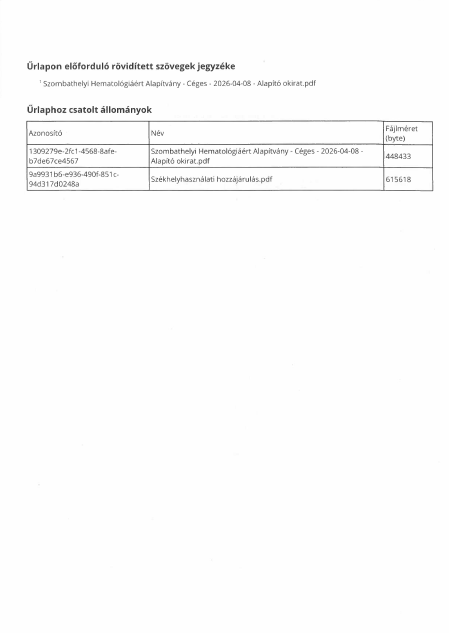 Űrlapon előforduló rövidített szövegek jegyzéke
¹ Szombathelyi Hematológiáért Alapítvány - Céges - 2026-04-08 - Alapító okirat.pdf
Űrlaphoz csatolt állományok
Azonosító Név Fájlméret
(byte)
1309279e-2fc1-4568-8afe- Szombathelyi Hematológiáért Alapítvány - Céges - 2026-04-08 - 448433
b7de67ce4567 Alapító okirat.pdf
9a9931b6-e936-490f-851c- Székhelyhasználati hozzájárulás.pdf 615618
94d317d0248a